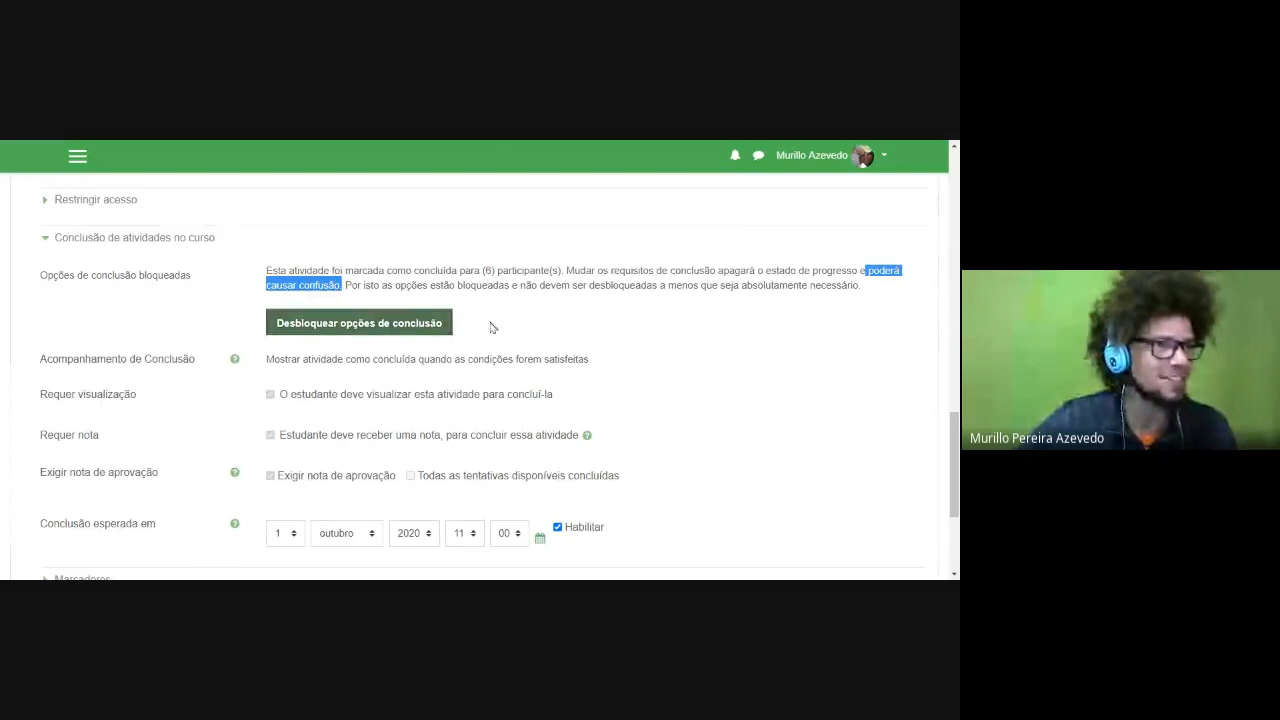 Murillo Azevedo
Restringir acesso
Conclusão de atividades no curso
Opções de conclusão bloqueadas
Esta atividade foi marcada como concluída para (6) participante(s). Mudar os requisitos de conclusão apagará o estado de progresso e poderá
causar confusão. Por isto as opções estão bloqueadas e não devem ser desbloqueadas a menos que seja absolutamente necessário.
Desbloquear opções de conclusão
Acompanhamento de Conclusão
Mostrar atividade como concluída quando as condições forem satisfeitas
Requer visualização
O estudante deve visualizar esta atividade para concluí-la
Requer nota
Estudante deve receber uma nota, para concluir essa atividade
Exigir nota de aprovação
Exigir nota de aprovação Todas as tentativas disponíveis concluídas
Conclusão esperada em
1 outubro 2020 11 00 Habilitar
Marcadores
Murillo Pereira Azevedo